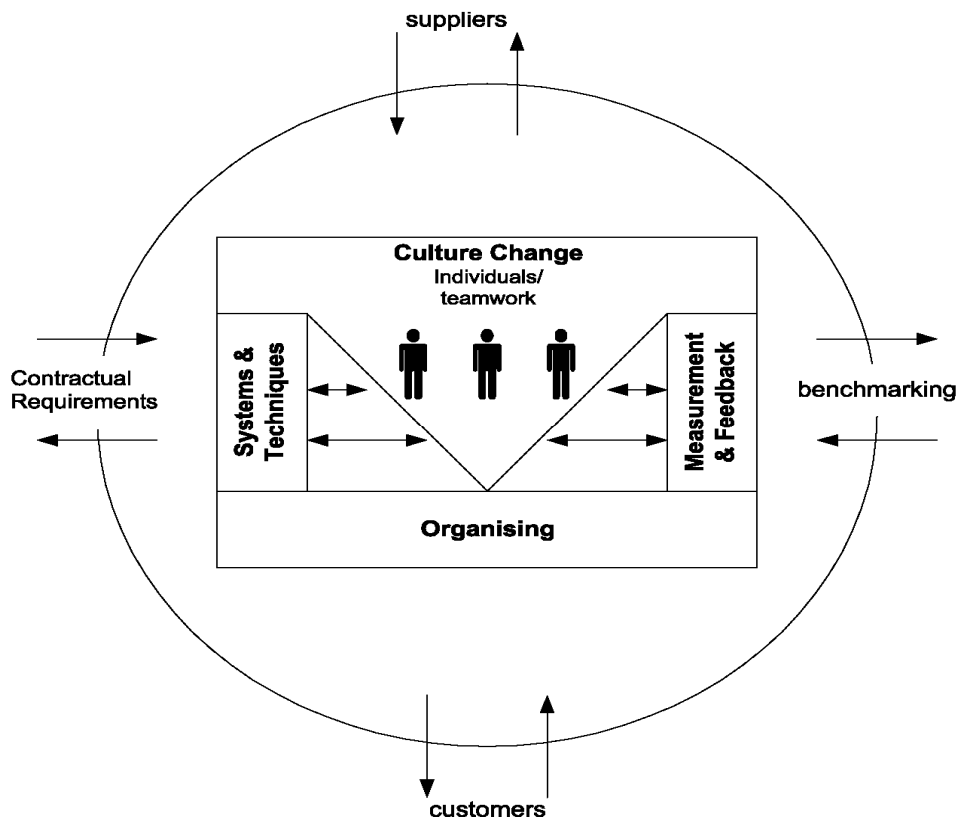 suppliers
Culture Change
Individuals/
teamwork
Systems &
Techniques
Measurement
& Feedback
Contractual
Requirements
benchmarking
Organising
customers